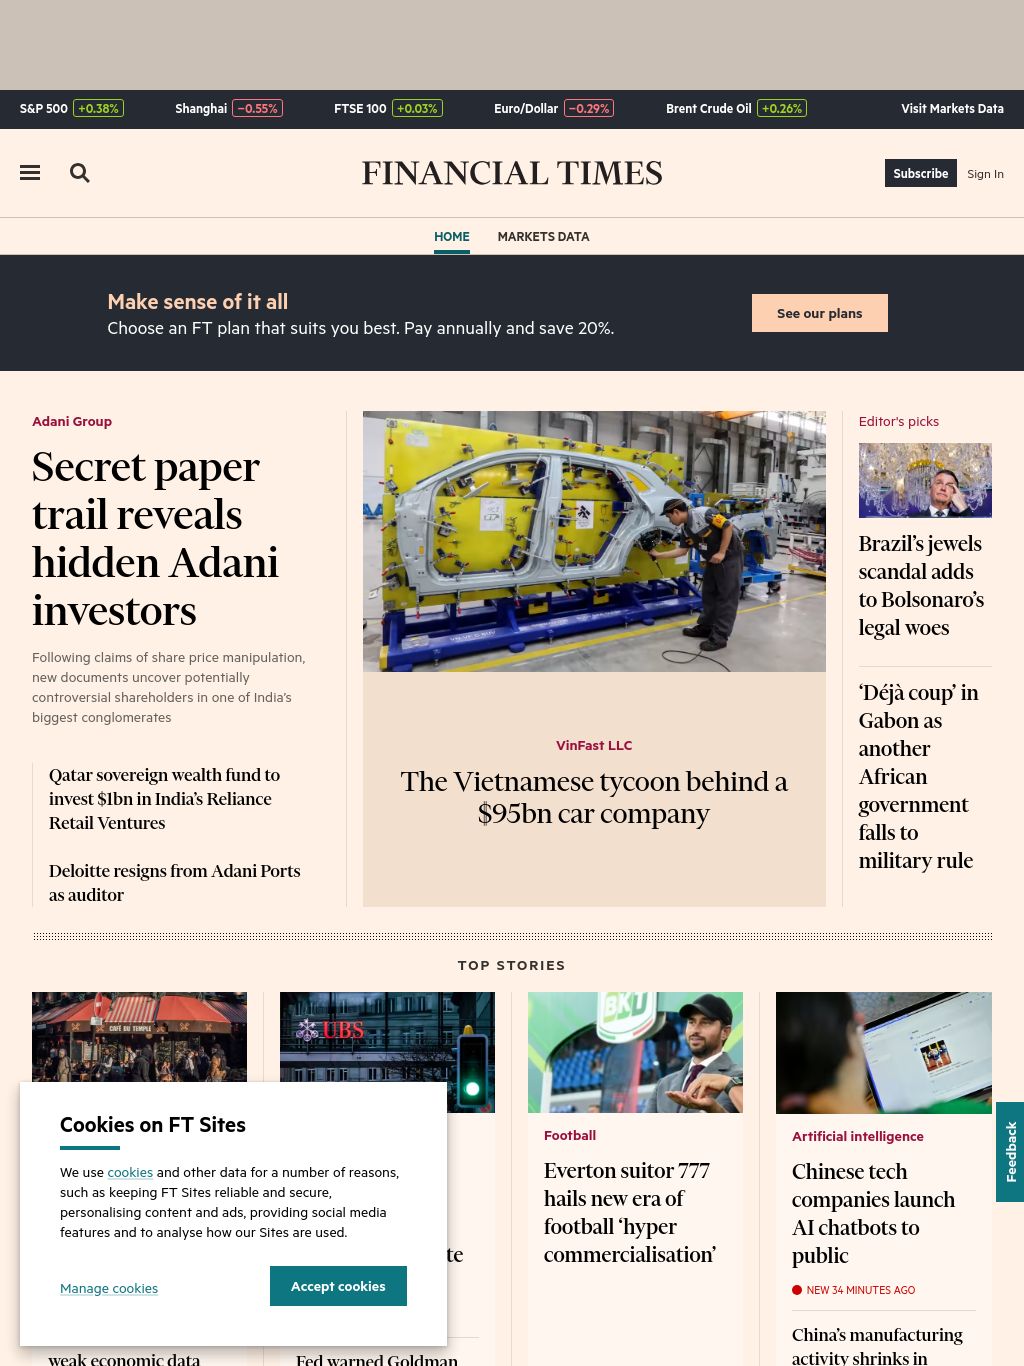 S&P 500 +0.38% Shanghai −0.55% FTSE 100 +0.03% Euro/Dollar −0.29% Brent Crude Oil +0.26% Visit Markets Data
FINANCIAL TIMES
Subscribe Sign In
HOME MARKETS DATA
Make sense of it all
Choose an FT plan that suits you best. Pay annually and save 20%.
See our plans
Adani Group
Secret paper
trail reveals
hidden Adani
investors
Following claims of share price manipulation,
new documents uncover potentially
controversial shareholders in one of India's
biggest conglomerates
Qatar sovereign wealth fund to
invest $1bn in India’s Reliance
Retail Ventures
Deloitte resigns from Adani Ports
as auditor
VinFast LLC
The Vietnamese tycoon behind a
$95bn car company
Editor's picks
Brazil’s jewels
scandal adds
to Bolsonaro’s
legal woes
‘Déjà coup’ in
Gabon as
another
African
government
falls to
military rule
TOP STORIES
CAFÉ DU TEMPLE
UBS
BKT
Football
Everton suitor 777
hails new era of
football ‘hyper
commercialisation’
Artificial intelligence
Chinese tech
companies launch
AI chatbots to
public
NEW 34 MINUTES AGO
China’s manufacturing
activity shrinks in
Feedback
Cookies on FT Sites
We use cookies and other data for a number of reasons,
such as keeping FT Sites reliable and secure,
personalising content and ads, providing social media
features and to analyse how our Sites are used.
Manage cookies Accept cookies
weak economic data
Fed warned Goldman